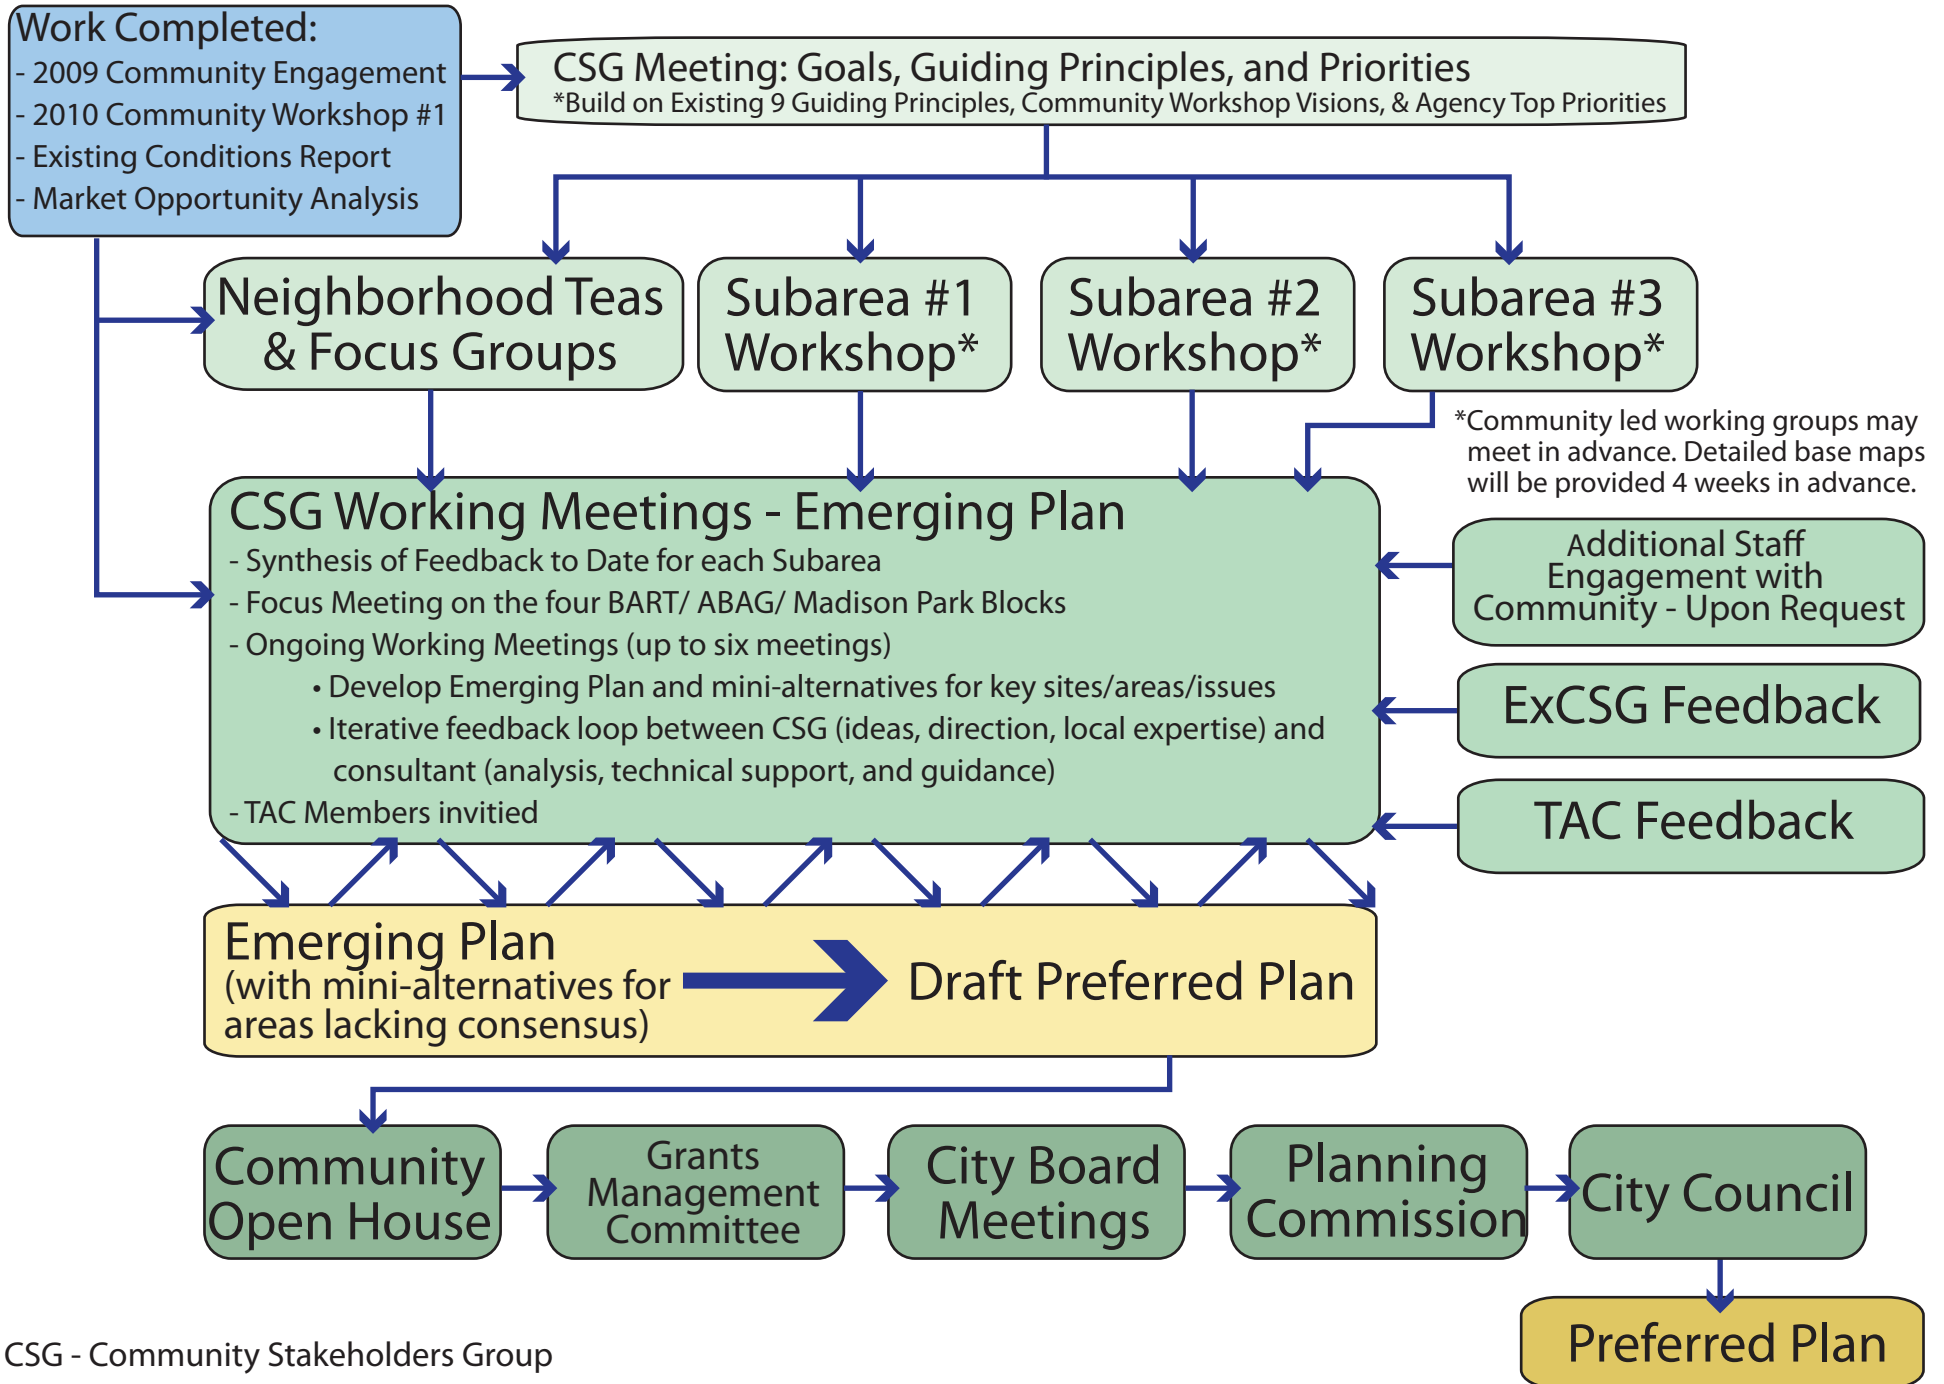 Work Completed:
- 2009 Community Engagement
- 2010 Community Workshop #1
- Existing Conditions Report
- Market Opportunity Analysis
CSG Meeting: Goals, Guiding Principles, and Priorities
*Build on Existing 9 Guiding Principles, Community Workshop Visions, & Agency Top Priorities
Neighborhood Teas
& Focus Groups
Subarea #1
Workshop*
Subarea #2
Workshop*
Subarea #3
Workshop*
*Community led working groups may
meet in advance. Detailed base maps
will be provided 4 weeks in advance.
CSG Working Meetings - Emerging Plan
- Synthesis of Feedback to Date for each Subarea
- Focus Meeting on the four BART/ ABAG/ Madison Park Blocks
- Ongoing Working Meetings (up to six meetings)
• Develop Emerging Plan and mini-alternatives for key sites/areas/issues
• Iterative feedback loop between CSG (ideas, direction, local expertise) and
consultant (analysis, technical support, and guidance)
- TAC Members invitied
Additional Staff
Engagement with
Community - Upon Request
ExCSG Feedback
TAC Feedback
Emerging Plan
(with mini-alternatives for
areas lacking consensus)
Draft Preferred Plan
Community
Open House
Grants
Management
Committee
City Board
Meetings
Planning
Commission
City Council
Preferred Plan
CSG - Community Stakeholders Group